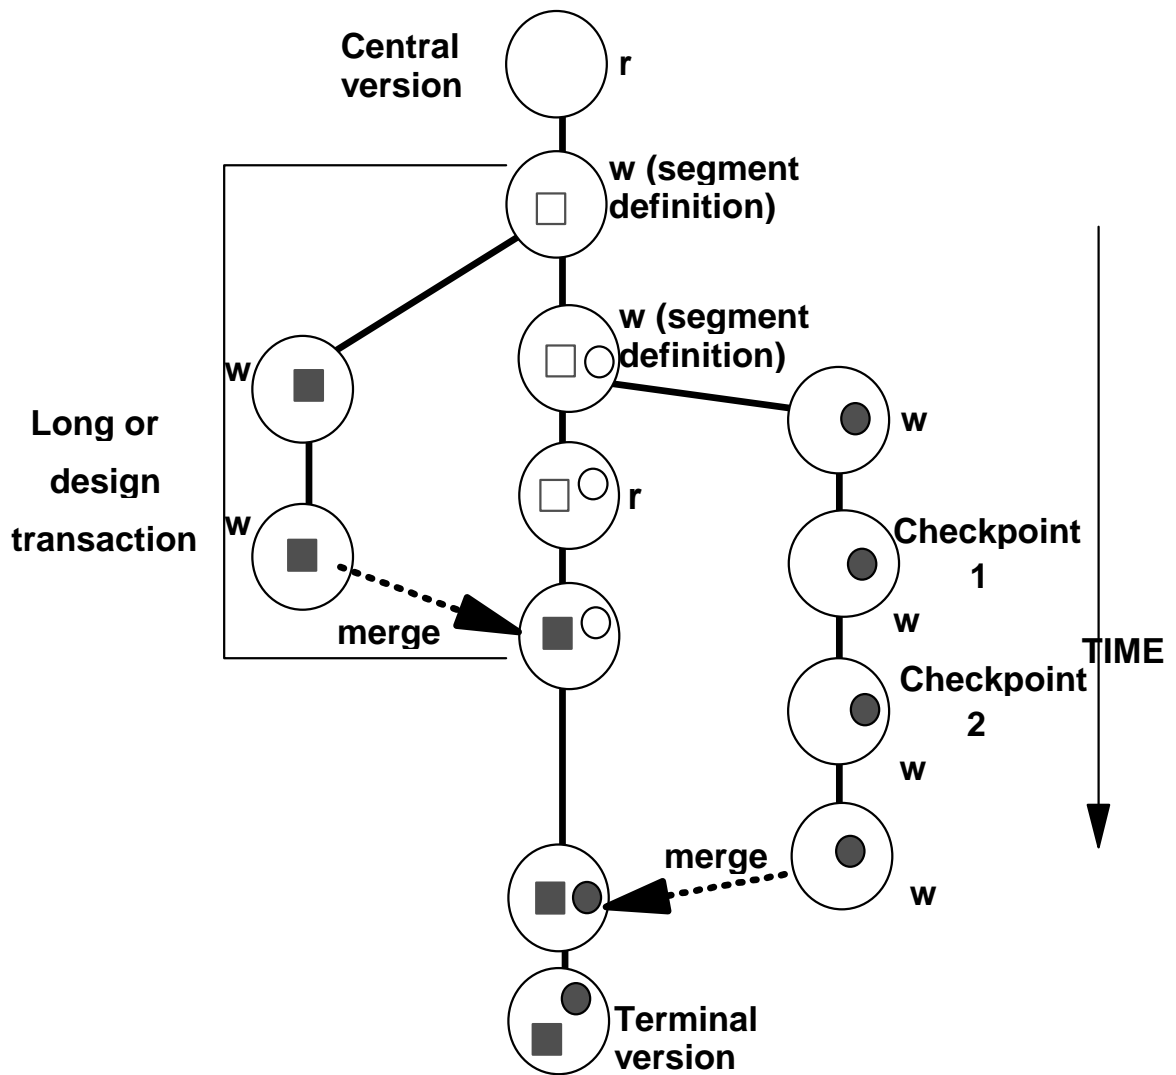 Central
version
r
w (segment
definition)
w (segment
definition)
w
w
Long or
design
transaction
r
w
Checkpoint
1
w
merge
TIME
Checkpoint
2
w
merge
w
Terminal
version